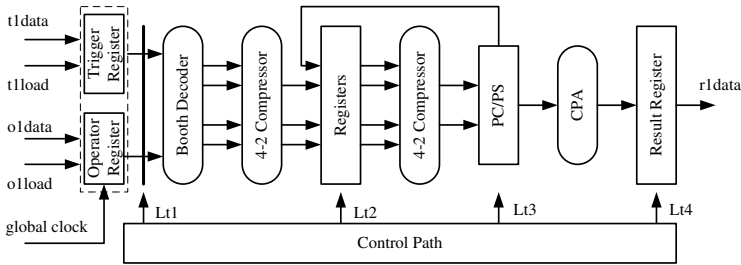 t1data
t1load
o1data
o1load
global clock
Trigger
Register
Operator
Register
Booth Decoder
4-2 Compressor
Registers
4-2 Compressor
PC/PS
CPA
Result Register
r1data
Lt1
Lt2
Lt3
Lt4
Control Path